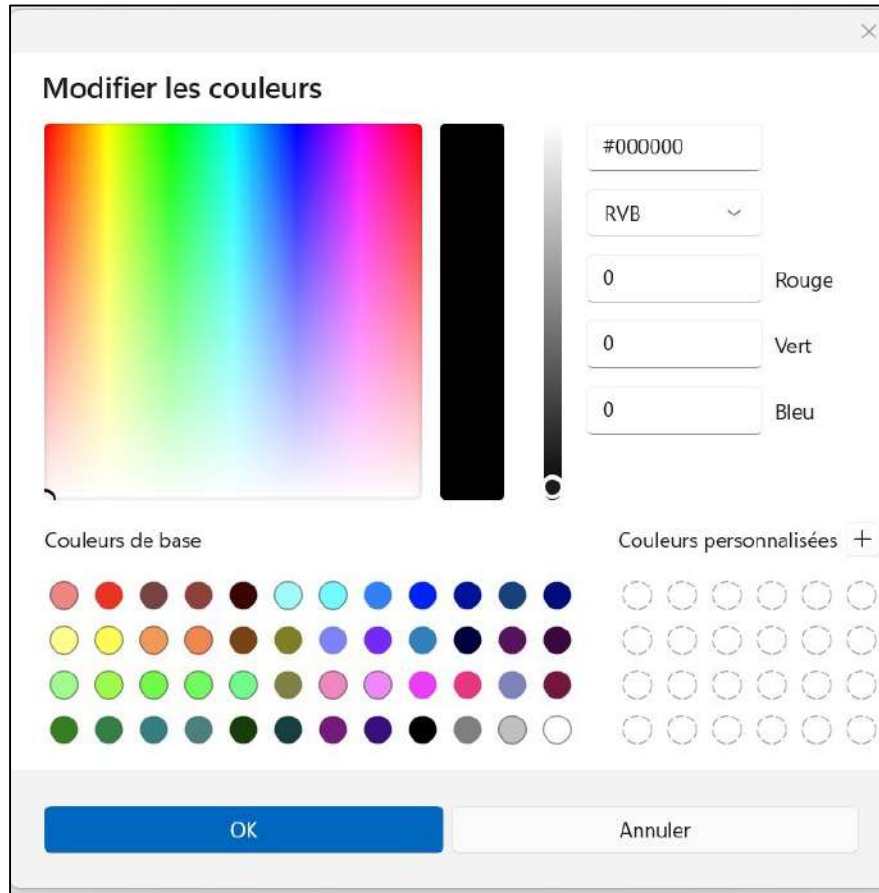 Modifier les couleurs
#000000
RVB
0 Rouge
0 Vert
0 Bleu
Couleurs de base
Couleurs personnalisées +
OK
Annuler